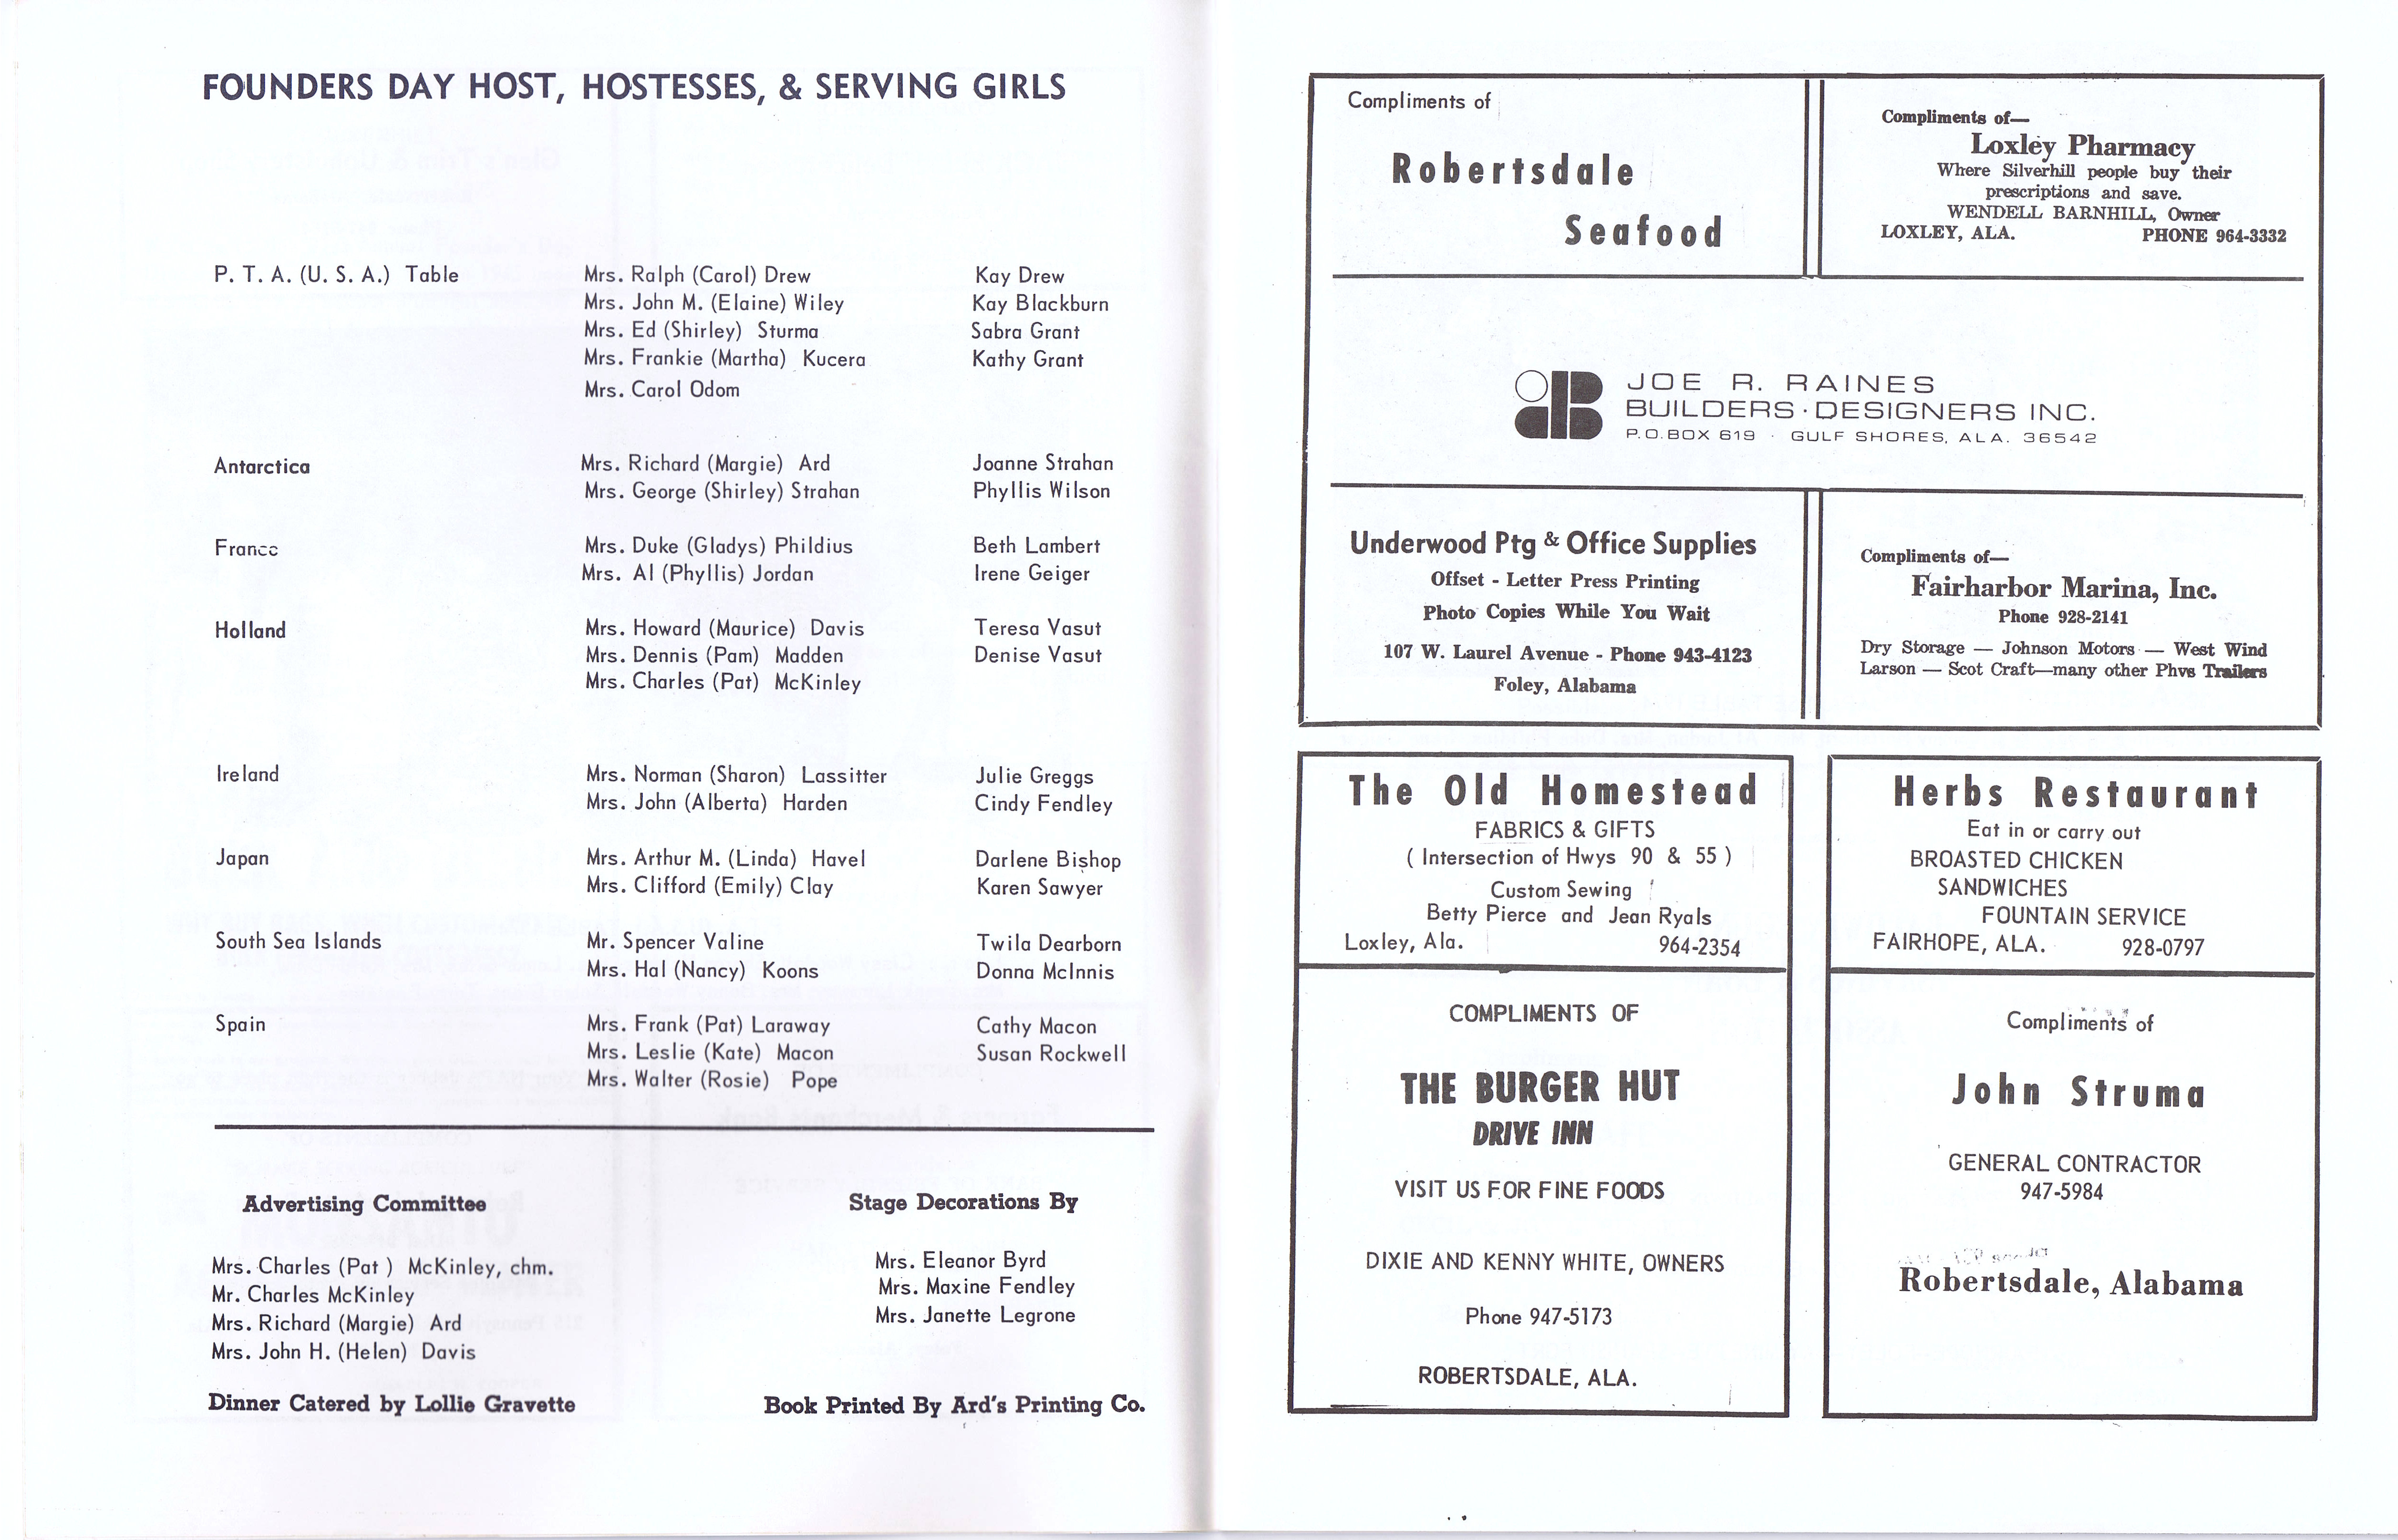 FOUNDERS DAY HOST, HOSTESSES, & SERVING GIRLS
P. T. A. (U. S. A.) Table Mrs. Ralph (Carol) Drew Kay Drew
Mrs. John M. (Elaine) Wiley Kay Blackburn
Mrs. Ed (Shirley) Sturma Sabra Grant
Mrs. Frankie (Martha) Kucera Kathy Grant
Mrs. Carol Odom
Antarctica Mrs. Richard (Margie) Ard Joanne Strahan
Mrs. George (Shirley) Strahan Phyllis Wilson
France Mrs. Duke (Gladys) Phildius Beth Lambert
Mrs. Al (Phyllis) Jordan Irene Geiger
Holland Mrs. Howard (Maurice) Davis Teresa Vasut
Mrs. Dennis (Pam) Madden Denise Vasut
Mrs. Charles (Pat) McKinley
Ireland Mrs. Norman (Sharon) Lassitter Julie Greggs
Mrs. John (Alberta) Harden Cindy Fendley
Japan Mrs. Arthur M. (Linda) Havel Darlene Bishop
Mrs. Clifford (Emily) Clay Karen Sawyer
South Sea Islands Mr. Spencer Valine Twila Dearborn
Mrs. Hal (Nancy) Koons Donna McInnis
Spain Mrs. Frank (Pat) Laraway Cathy Macon
Mrs. Leslie (Kate) Macon Susan Rockwell
Mrs. Walter (Rosie) Pope
Advertising Committee
Mrs. Charles (Pat ) McKinley, chm.
Mr. Charles McKinley
Mrs. Richard (Margie) Ard
Mrs. John H. (Helen) Davis
Stage Decorations By
Mrs. Eleanor Byrd
Mrs. Maxine Fendley
Mrs. Janette Legrone
Dinner Catered by Lollie Gravette
Book Printed By Ard's Printing Co.
Compliments of
Robertsdale
Seafood
Compliments of—
Loxley Pharmacy
Where Silverhill people buy their
prescriptions and save.
WENDELL BARNHILL, Owner
LOXLEY, ALA. PHONE 964-3332
JOE R. RAINES
BUILDERS · DESIGNERS INC.
P.O. BOX 619 · GULF SHORES, ALA. 36542
Underwood Ptg & Office Supplies
Offset - Letter Press Printing
Photo Copies While You Wait
107 W. Laurel Avenue - Phone 943-4123
Foley, Alabama
Compliments of—
Fairharbor Marina, Inc.
Phone 928-2141
Dry Storage — Johnson Motors — West Wind
Larson — Scot Craft—many other Phvs Trailers
The Old Homestead
FABRICS & GIFTS
( Intersection of Hwys 90 & 55 )
Custom Sewing
Betty Pierce and Jean Ryals
Loxley, Ala. 964-2354
Herbs Restaurant
Eat in or carry out
BROASTED CHICKEN
SANDWICHES
FOUNTAIN SERVICE
FAIRHOPE, ALA. 928-0797
COMPLIMENTS OF
THE BURGER HUT
DRIVE INN
VISIT US FOR FINE FOODS
DIXIE AND KENNY WHITE, OWNERS
Phone 947-5173
ROBERTSDALE, ALA.
Compliments of
John Struma
GENERAL CONTRACTOR
947-5984
Robertsdale, Alabama